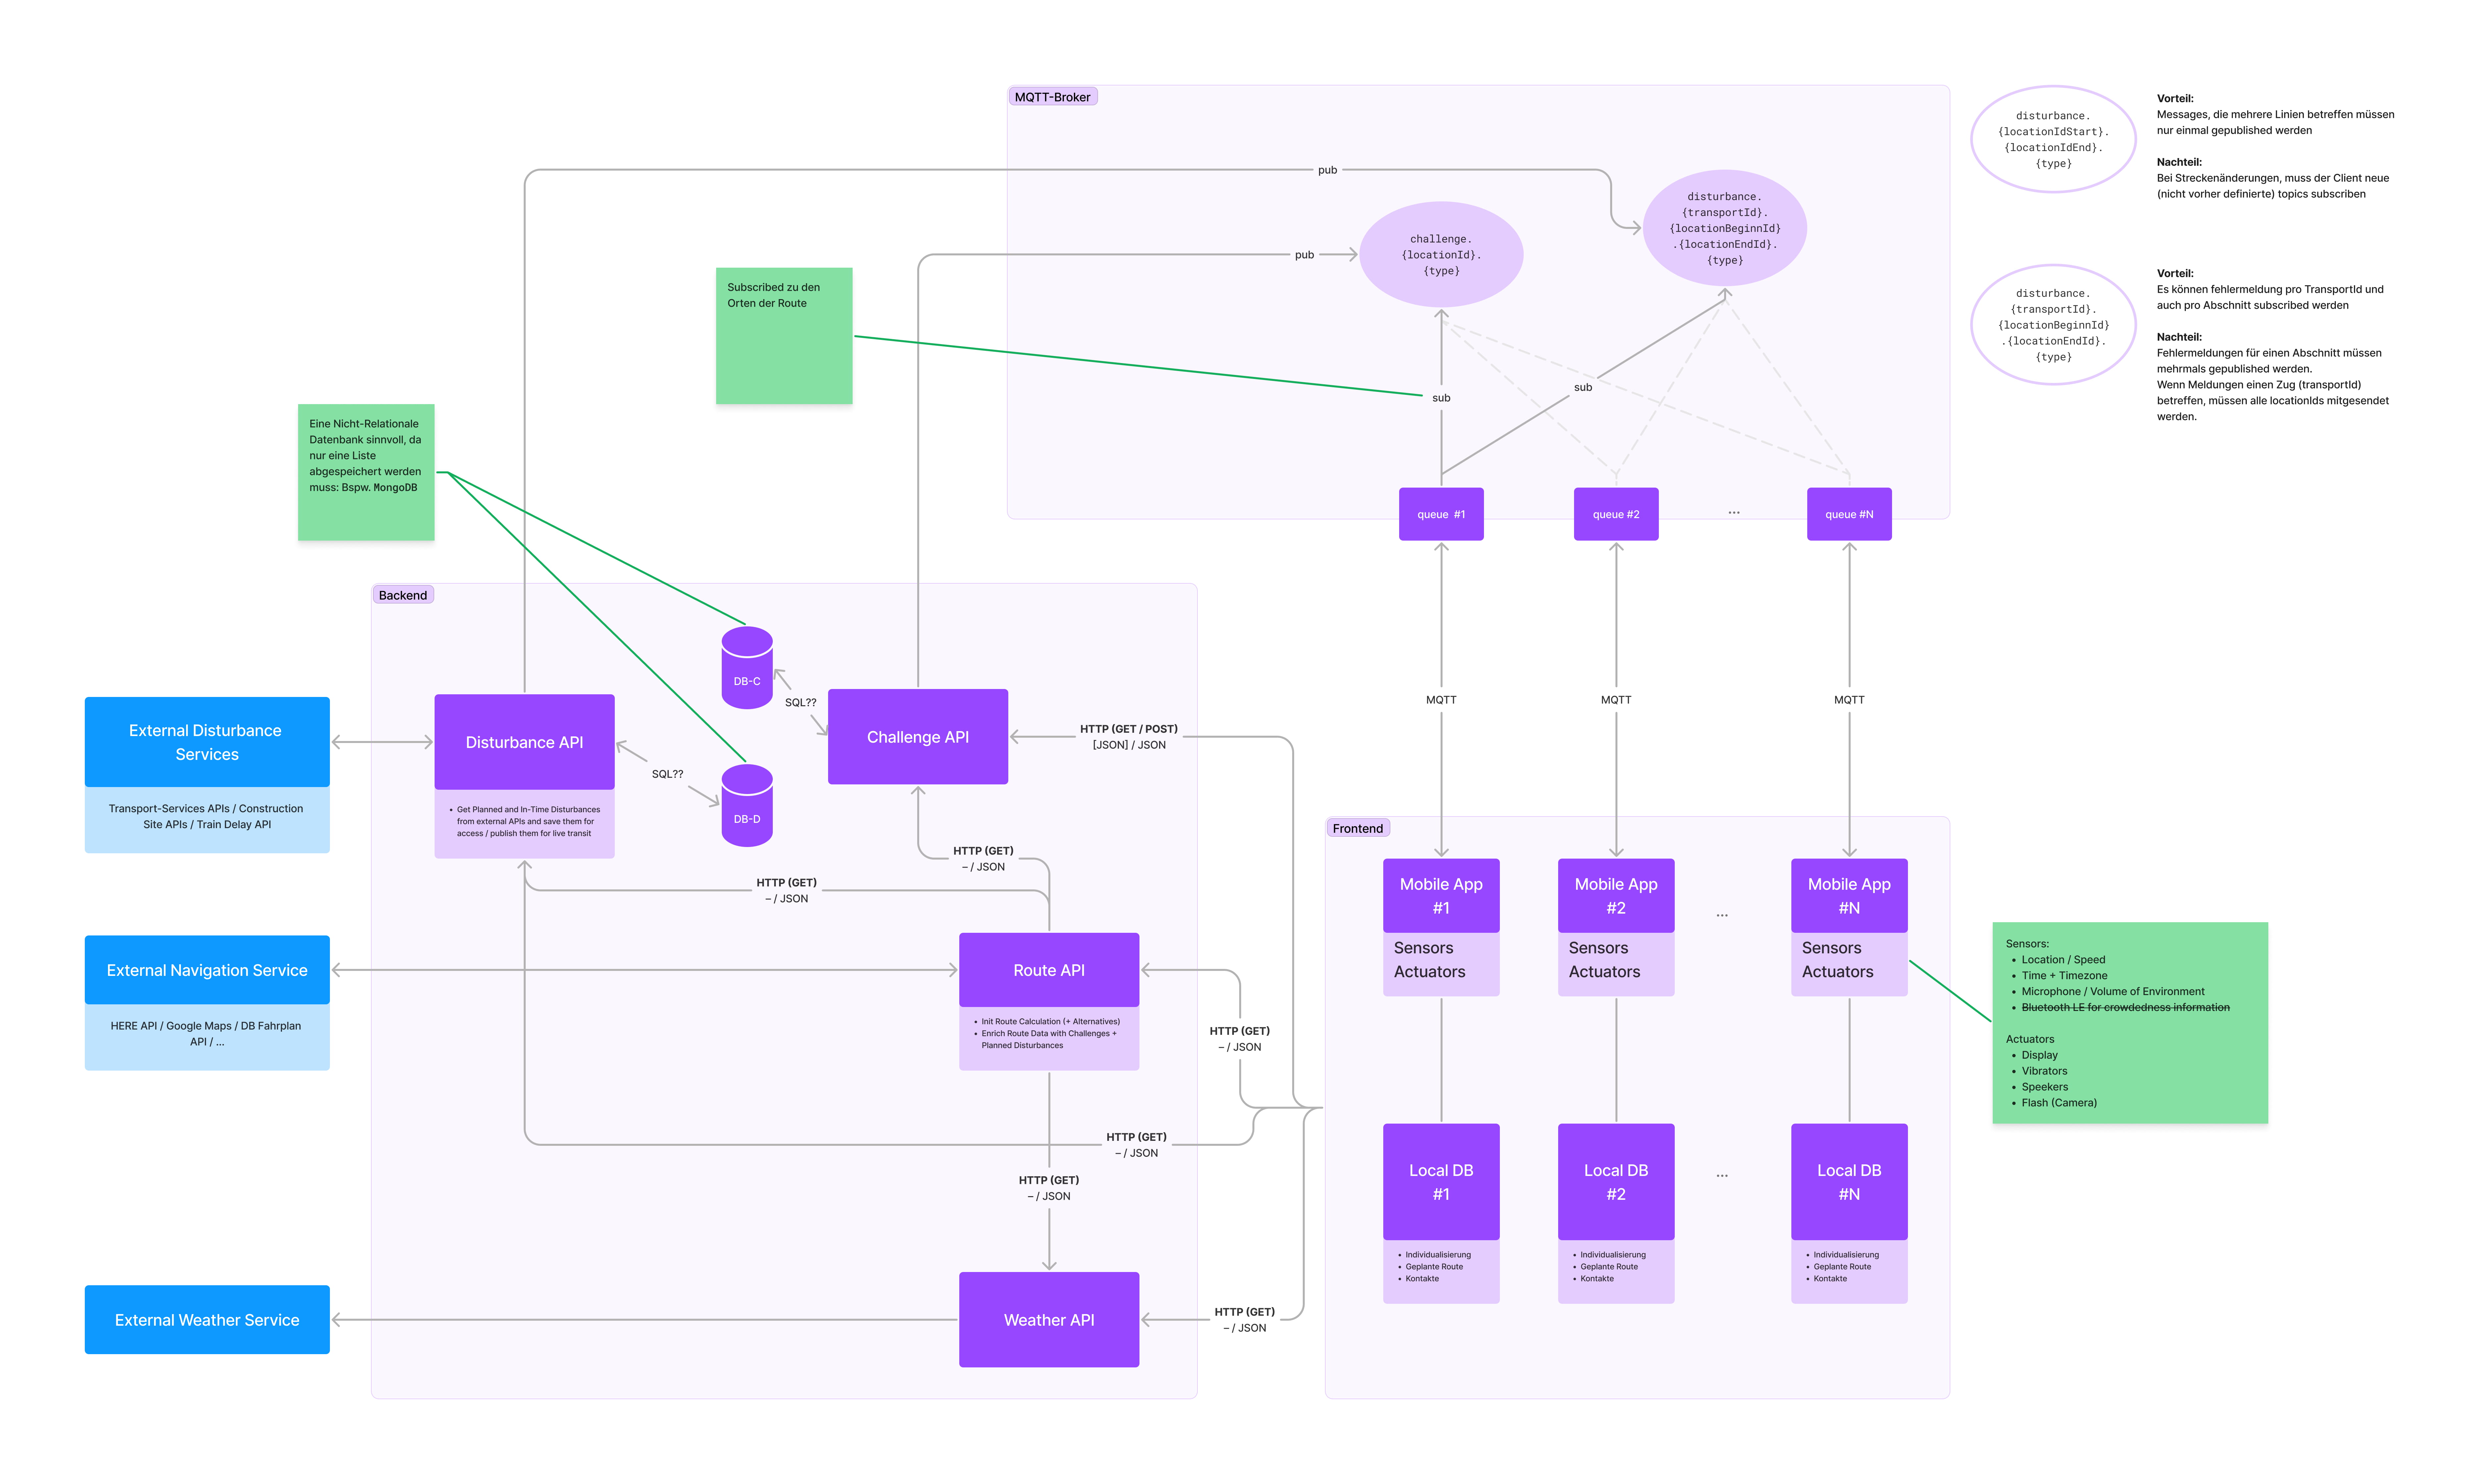 MQTT-Broker
pub
pub
challenge.
{locationId}.
{type}
disturbance.
{transportId}.
{locationBeginnId}
.{locationEndId}.
{type}
sub
sub
queue #1
queue #2
...
queue #N
disturbance.
{locationIdStart}.
{locationIdEnd}.
{type}
Vorteil:
Messages, die mehrere Linien betreffen müssen
nur einmal gepublished werden
Nachteil:
Bei Streckenänderungen, muss der Client neue
(nicht vorher definierte) topics subscriben
disturbance.
{transportId}.
{locationBeginnId}
.{locationEndId}.
{type}
Vorteil:
Es können fehlermeldung pro TransportId und
auch pro Abschnitt subscribed werden
Nachteil:
Fehlermeldungen für einen Abschnitt müssen
mehrmals gepublished werden.
Wenn Meldungen einen Zug (transportId)
betreffen, müssen alle locationIds mitgesendet
werden.
Subscribed zu den
Orten der Route
Eine Nicht-Relationale
Datenbank sinnvoll, da
nur eine Liste
abgespeichert werden
muss: Bspw. MongoDB
Backend
DB-C
SQL??
DB-D
SQL??
External Disturbance
Services
Transport-Services APIs / Construction
Site APIs / Train Delay API
Disturbance API
Get Planned and In-Time Disturbances
from external APIs and save them for
access / publish them for live transit
Challenge API
HTTP (GET / POST)
[JSON] / JSON
HTTP (GET)
– / JSON
HTTP (GET)
– / JSON
External Navigation Service
HERE API / Google Maps / DB Fahrplan
API / ...
Route API
Init Route Calculation (+ Alternatives)
Enrich Route Data with Challenges +
Planned Disturbances
HTTP (GET)
– / JSON
HTTP (GET)
– / JSON
HTTP (GET)
– / JSON
External Weather Service
Weather API
HTTP (GET)
– / JSON
MQTT
MQTT
MQTT
Frontend
Mobile App
#1
Sensors
Actuators
Mobile App
#2
Sensors
Actuators
...
Mobile App
#N
Sensors
Actuators
Local DB
#1
Individualisierung
Geplante Route
Kontakte
Local DB
#2
Individualisierung
Geplante Route
Kontakte
...
Local DB
#N
Individualisierung
Geplante Route
Kontakte
Sensors:
Location / Speed
Time + Timezone
Microphone / Volume of Environment
Bluetooth LE for crowdedness information
Actuators
Display
Vibrators
Speekers
Flash (Camera)